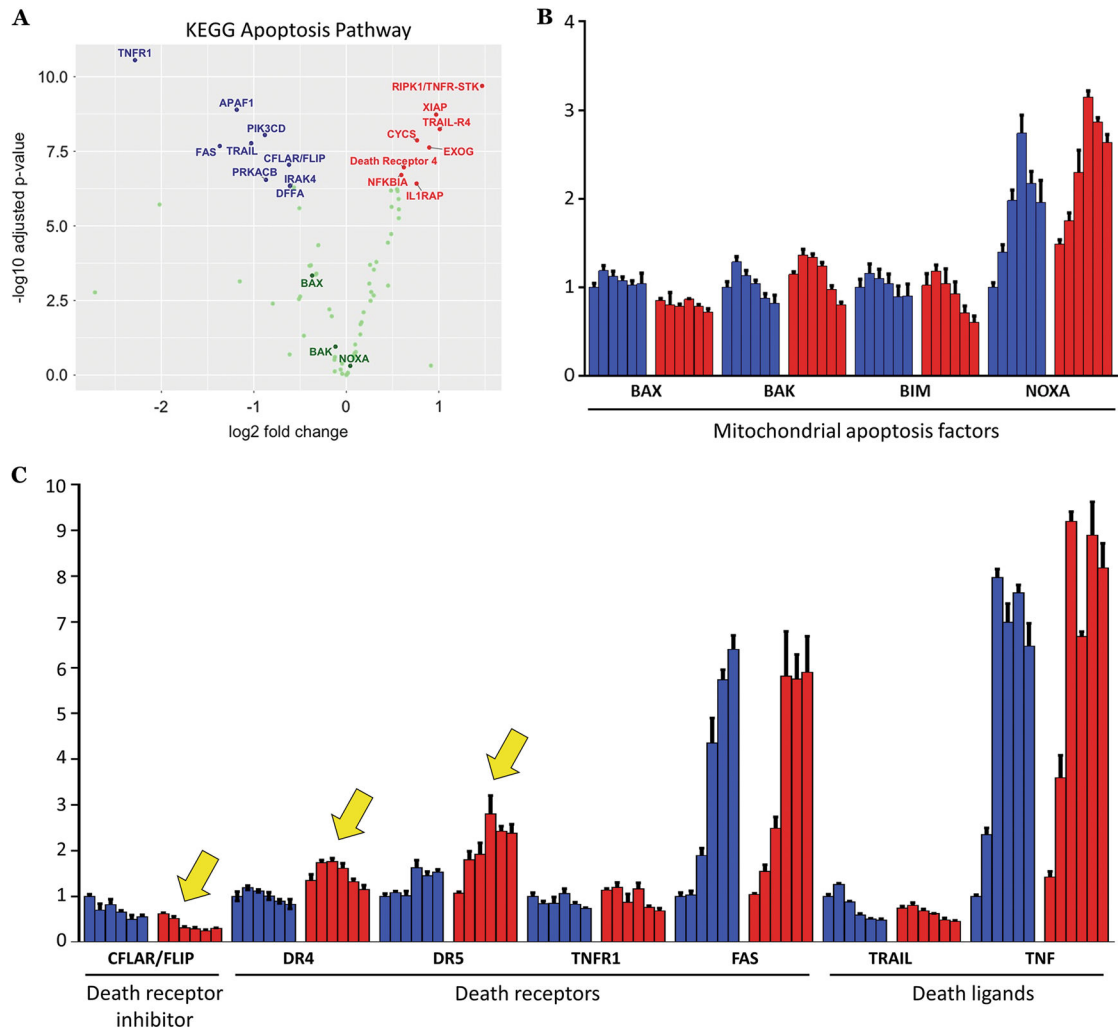 A
KEGG Apoptosis Pathway
-log10 adjusted p-value
10.0
7.5
5.0
2.5
0.0
TNFR1
APAF1
PIK3CD
FAS
TRAIL
CFLAR/FLIP
PRKACB
IRAK4
DFFA
RIPK1/TNFR-STK
XIAP
TRAIL-R4
CYCS
EXOG
Death Receptor 4
NFKBIA
IL1RAP
BAX
BAK
NOXA
-2
-1
0
1
log2 fold change
B
4
3
2
1
0
BAX
BAK
BIM
NOXA
Mitochondrial apoptosis factors
C
10
9
8
7
6
5
4
3
2
1
0
CFLAR/FLIP
DR4
DR5
TNFR1
FAS
TRAIL
TNF
Death receptor
inhibitor
Death receptors
Death ligands